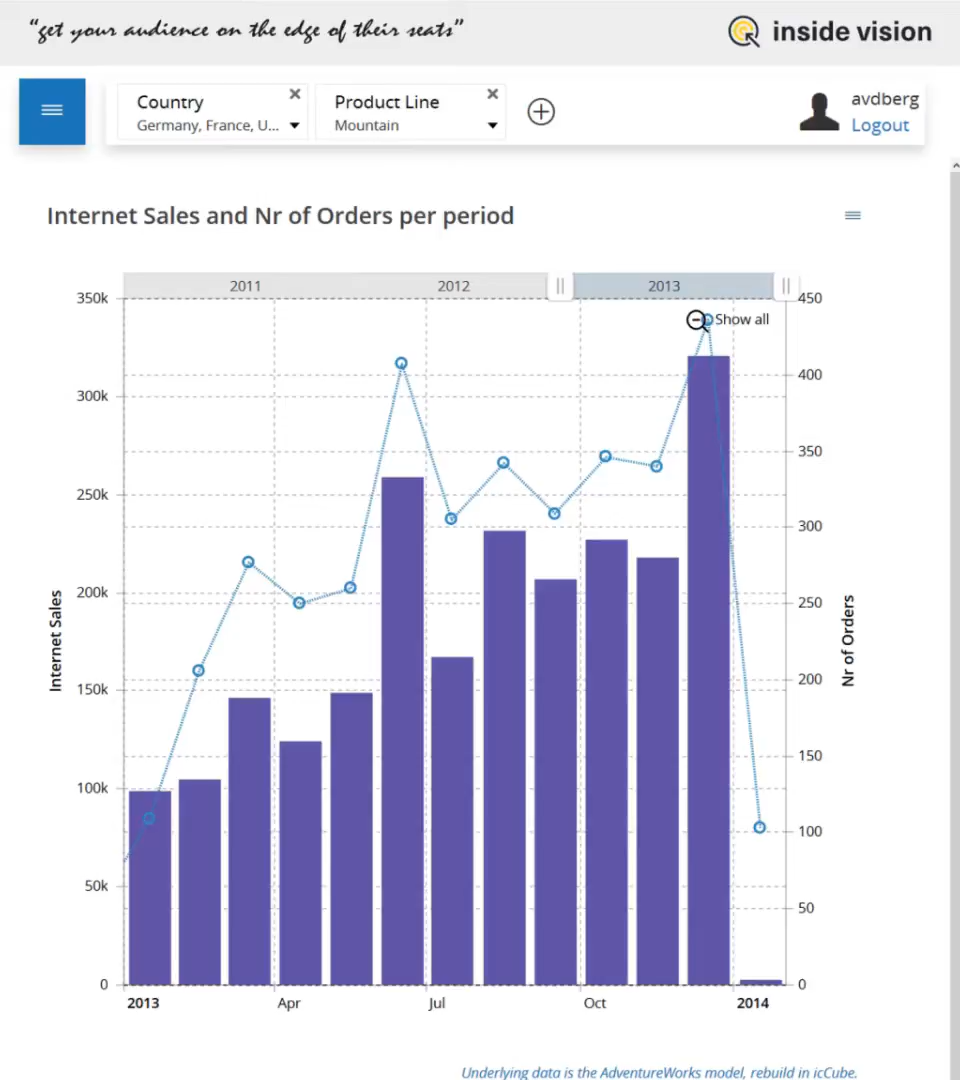 “get your audience on the edge of their seats”
inside vision
Country
Germany, France, U...
Product Line
Mountain
avdberg
Logout
Internet Sales and Nr of Orders per period
2011 2012 2013
Show all
350k
300k
250k
200k
150k
100k
50k
0
Internet Sales
450
400
350
300
250
200
150
100
50
0
Nr of Orders
2013 Apr Jul Oct 2014
Underlying data is the AdventureWorks model, rebuild in icCube.